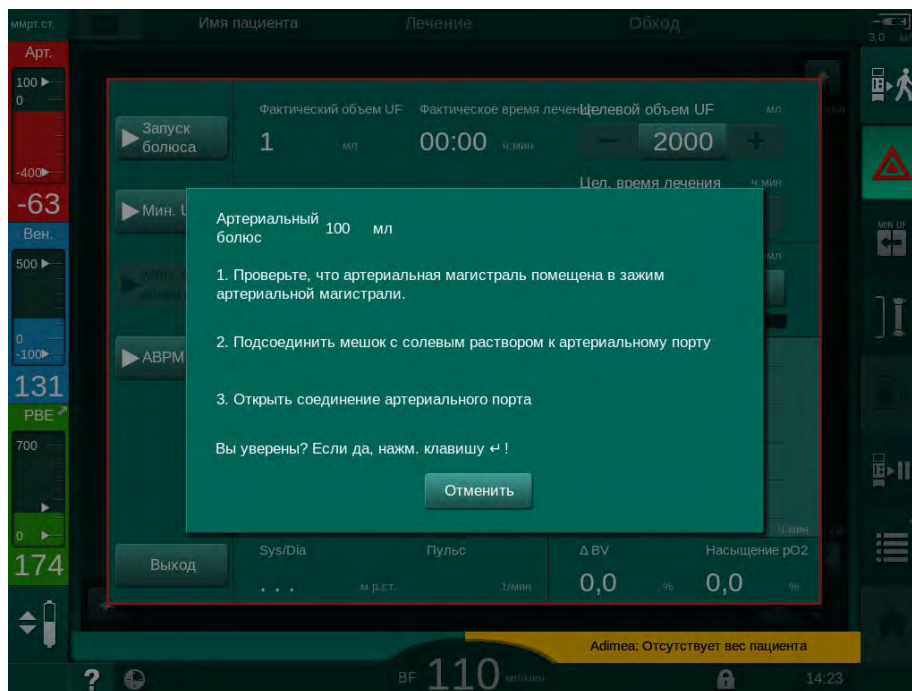 ммрт.ст.
Имя пациента
Лечение
Обход
3,0
Арт.
100
0
-400
-63
Вен.
500
0
-100
131
PBE
700
0
174
Фактический объем UF
1 мл
Фактическое время лечения
00:00 ч:мин
Целевой объем UF мл
2000
Цел. время лечения ч:мин
мл
Запуск
болюса
Мин. U
АВРМ
Артериальный
болюс
100 мл
1. Проверьте, что артериальная магистраль помещена в зажим
артериальной магистрали.
2. Подсоединить мешок с солевым раствором к артериальному порту
3. Открыть соединение артериального порта
Вы уверены? Если да, нажм. клавишу ↵ !
Отменить
ч:мин
Выход
Sys/Dia
. . .
Пульс
1/мин
Δ BV
0,0 %
Насыщение pO2
0,0 %
MIN UF
Adimea: Отсутствует вес пациента
?
BF 110 мл/мин
14:23